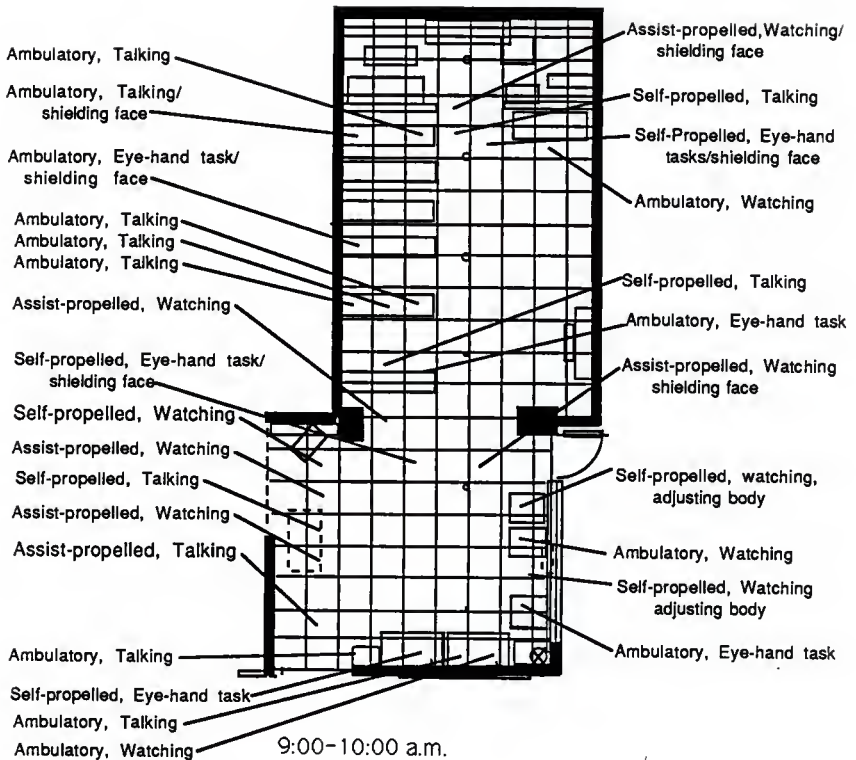 Ambulatory, Talking
Ambulatory, Talking/
shielding face
Ambulatory, Eye-hand task/
shielding face
Ambulatory, Talking
Ambulatory, Talking
Ambulatory, Talking
Assist-propelled, Watching
Self-propelled, Eye-hand task/
shielding face
Self-propelled, Watching
Assist-propelled, Watching
Self-propelled, Talking
Assist-propelled, Watching
Assist-propelled, Talking
Ambulatory, Talking
Self-propelled, Eye-hand task
Ambulatory, Talking
Ambulatory, Watching
Assist-propelled,Watching/
shielding face
Self-propelled, Talking
Self-Propelled, Eye-hand
tasks/shielding face
Ambulatory, Watching
Self-propelled, Talking
Ambulatory, Eye-hand task
Assist-propelled, Watching
shielding face
Self-propelled, watching,
adjusting body
Ambulatory, Watching
Self-propelled, Watching
adjusting body
Ambulatory, Eye-hand task
9:00-10:00 a.m.